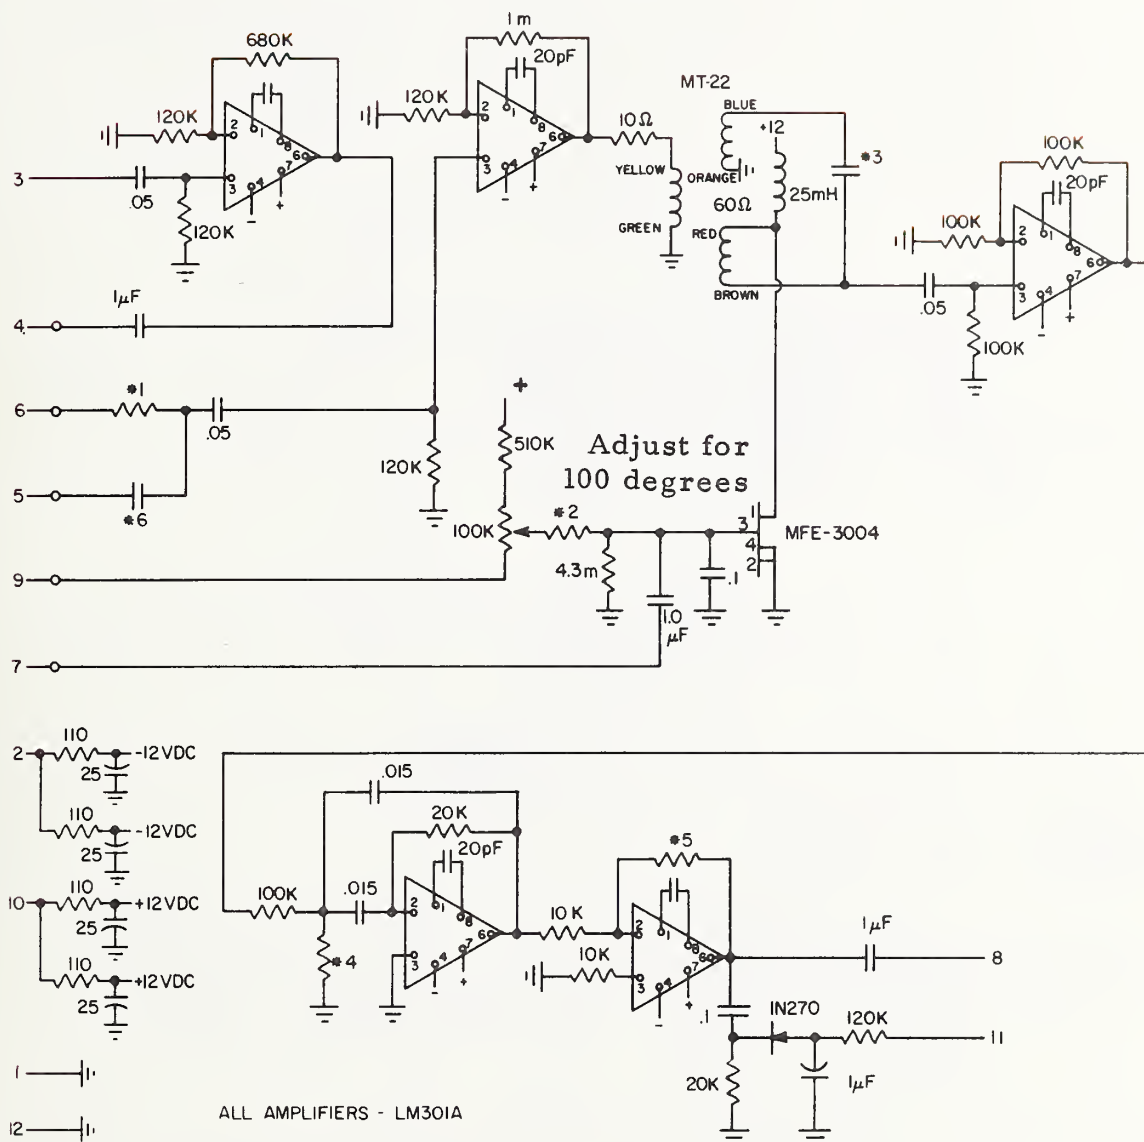 1m
680K
20pF
MT-22
120K
2
1
8
6
7
3
4
-
+
120K
2
1
8
6
7
3
4
-
+
10Ω
BLUE
+12
*3
100K
20pF
3
.05
120K
YELLOW
ORANGE
25mH
60Ω
GREEN
RED
BROWN
100K
2
1
8
6
7
3
4
-
+
.05
100K
1µF
4
6
*1
.05
+
120K
510K
Adjust for
100 degrees
5
*6
100K
*2
3
1
4
2
MFE-3004
9
4.3m
.1
1.0
µF
7
2
110
-12VDC
25
110
-12VDC
25
10
110
+12VDC
25
110
+12VDC
25
.015
20K
20pF
*5
100K
.015
2
1
8
6
7
3
4
-
+
*4
10K
10K
2
1
8
6
7
3
4
-
+
1µF
8
.1
IN270
120K
11
20K
1µF
1
12
ALL AMPLIFIERS - LM301A